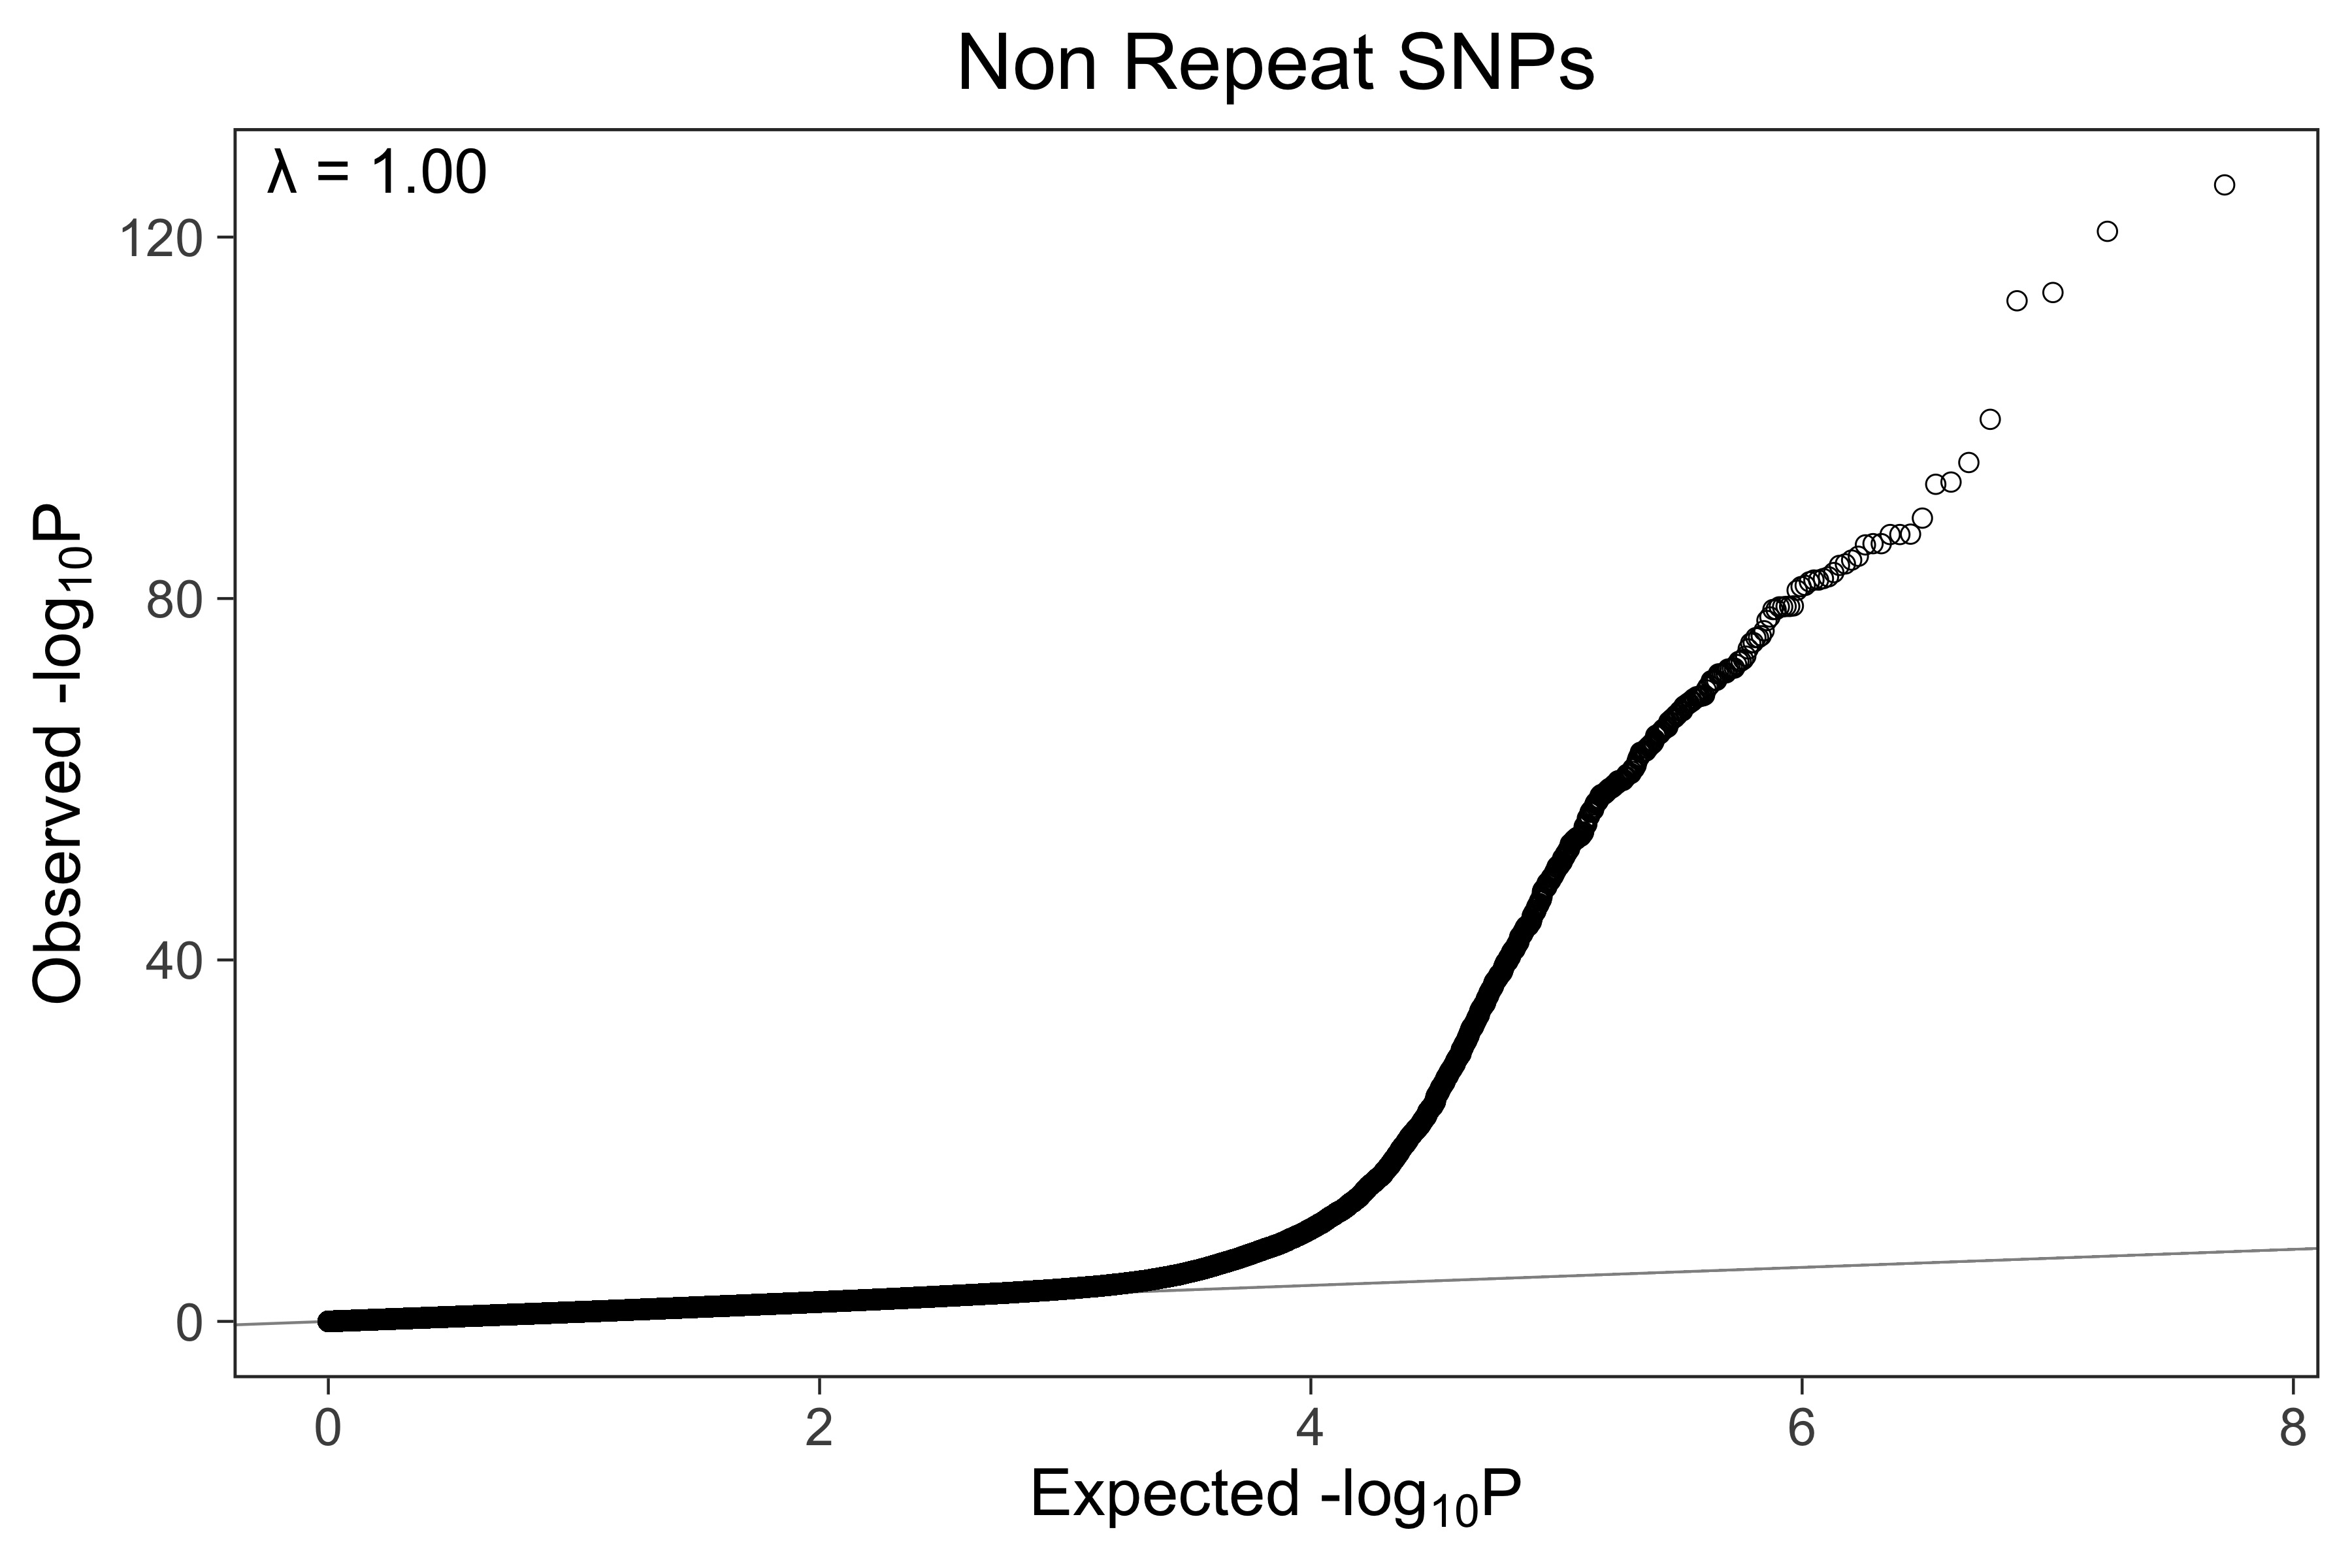 Non Repeat SNPs
λ = 1.00
120
80
40
0
Observed -log₁₀P
0 2 4 6 8
Expected -log₁₀P